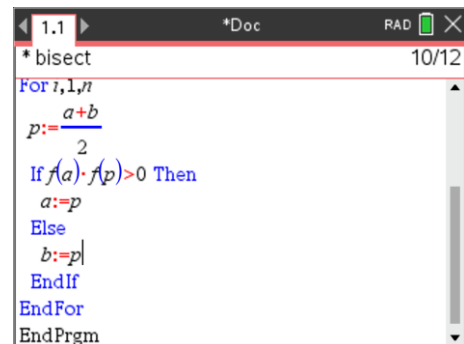 1.1 *Doc RAD
* bisect 10/12
For i,1,n
p:=a+b/2
If f(a)·f(p)>0 Then
a:=p
Else
b:=p
EndIf
EndFor
EndPrgm